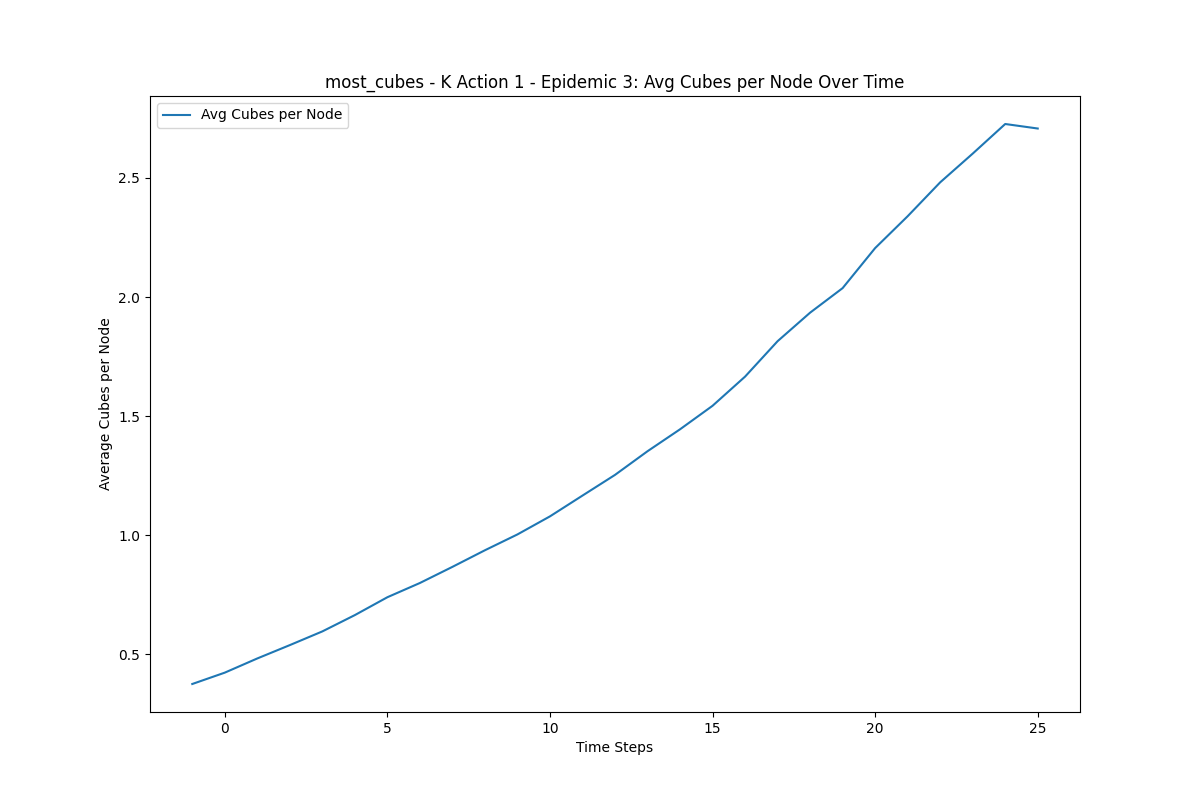 most_cubes - K Action 1 - Epidemic 3: Avg Cubes per Node Over Time
Avg Cubes per Node
2.5
2.0
1.5
1.0
0.5
Average Cubes per Node
0 5 10 15 20 25
Time Steps